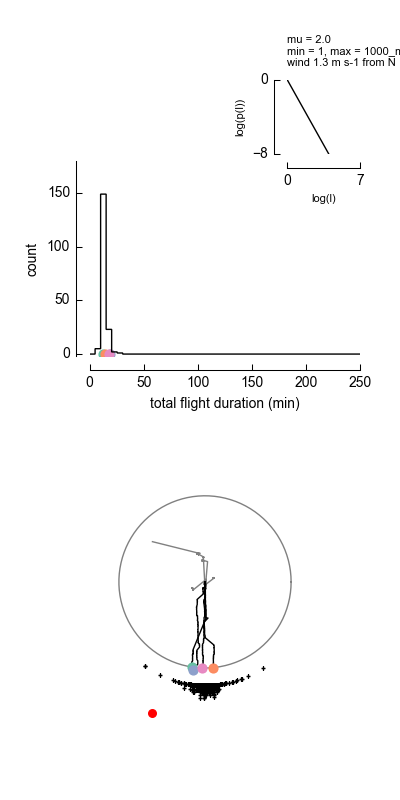 mu = 2.0
min = 1, max = 1000_m
wind 1.3 m s-1 from N
0
log(p(l))
−8
0
7
log(l)
150
100
50
0
count
0
50
100
150
200
250
total flight duration (min)